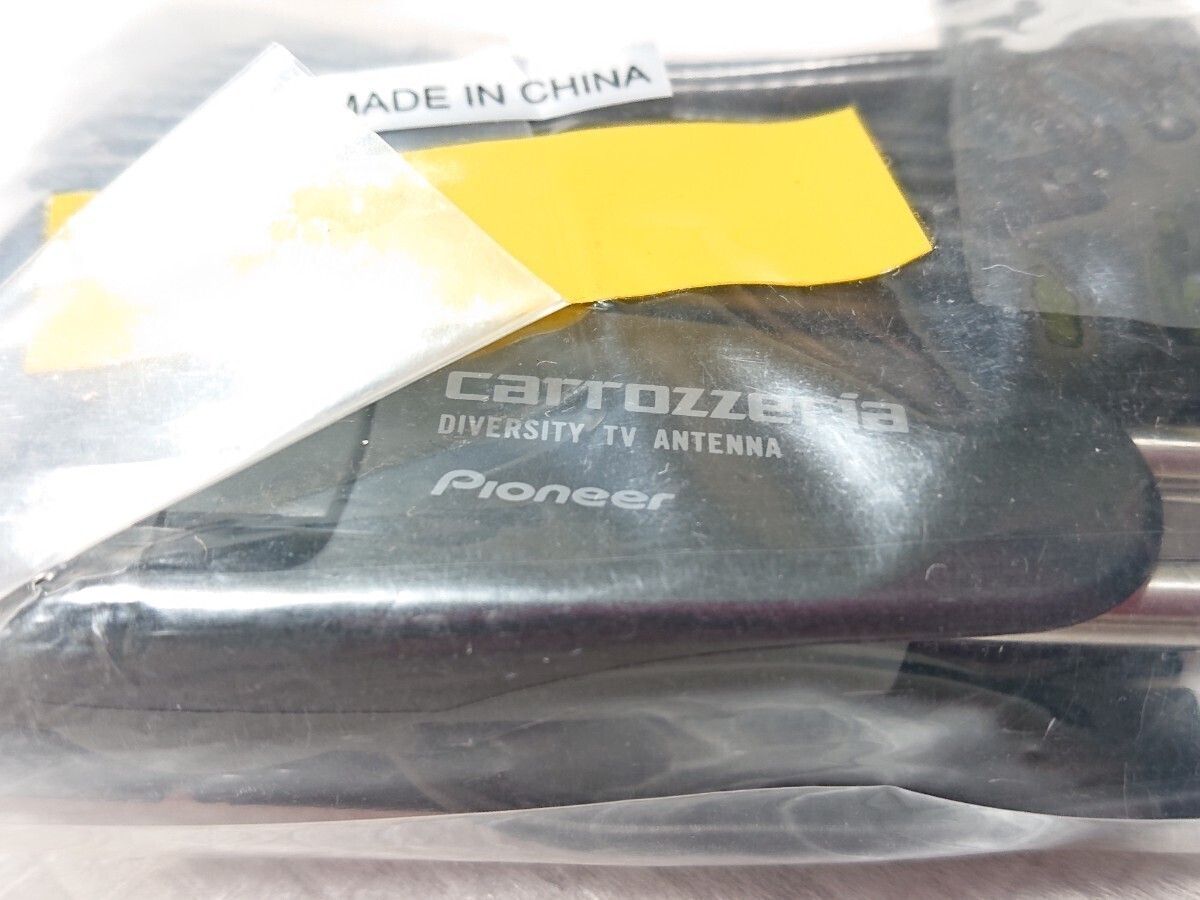 MADE IN CHINA
carrozzeria
DIVERSITY TV ANTENNA
Pioneer